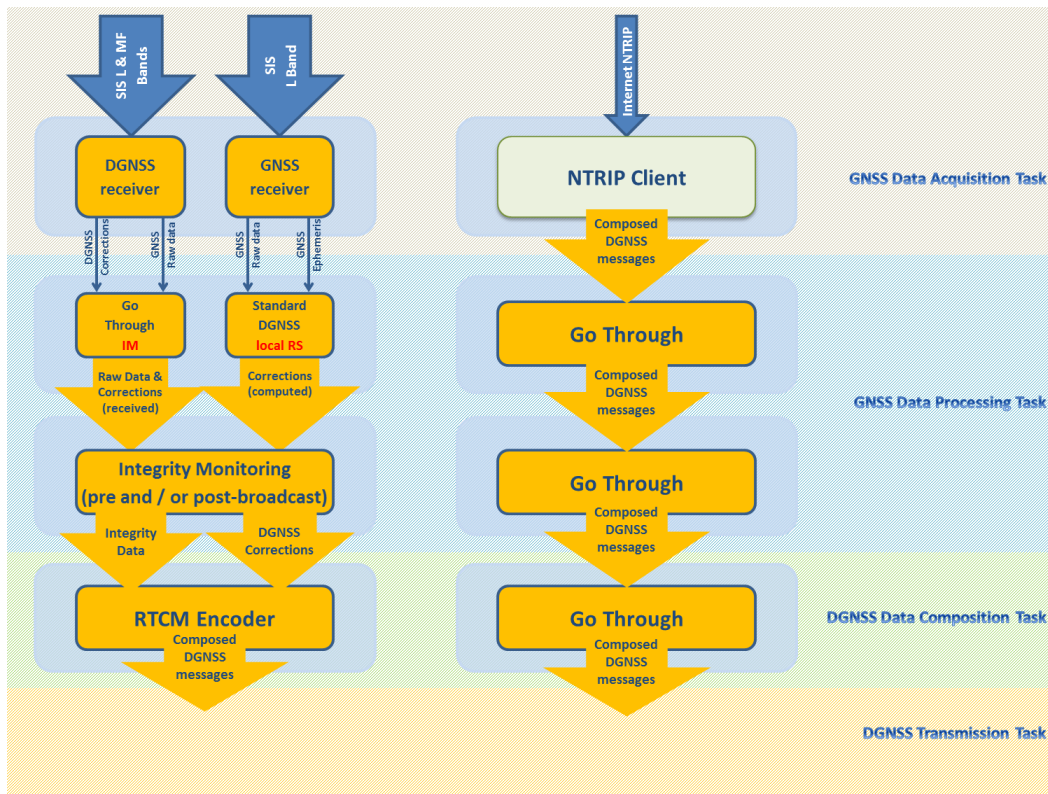 SIS L & MF
Bands
SIS
L Band
Internet NTRIP
DGNSS
receiver
GNSS
receiver
NTRIP Client
GNSS Data Acquisition Task
DGNSS
Corrections
GNSS
Raw data
GNSS
Raw data
GNSS
Ephemeris
Composed
DGNSS
messages
Go
Through
IM
Standard
DGNSS
local RS
Go Through
Raw Data &
Corrections
(received)
Corrections
(computed)
Composed
DGNSS
messages
GNSS Data Processing Task
Integrity Monitoring
(pre and / or post-broadcast)
Go Through
Integrity
Data
DGNSS
Corrections
Composed
DGNSS
messages
RTCM Encoder
Go Through
DGNSS Data Composition Task
Composed
DGNSS
messages
Composed
DGNSS
messages
DGNSS Transmission Task